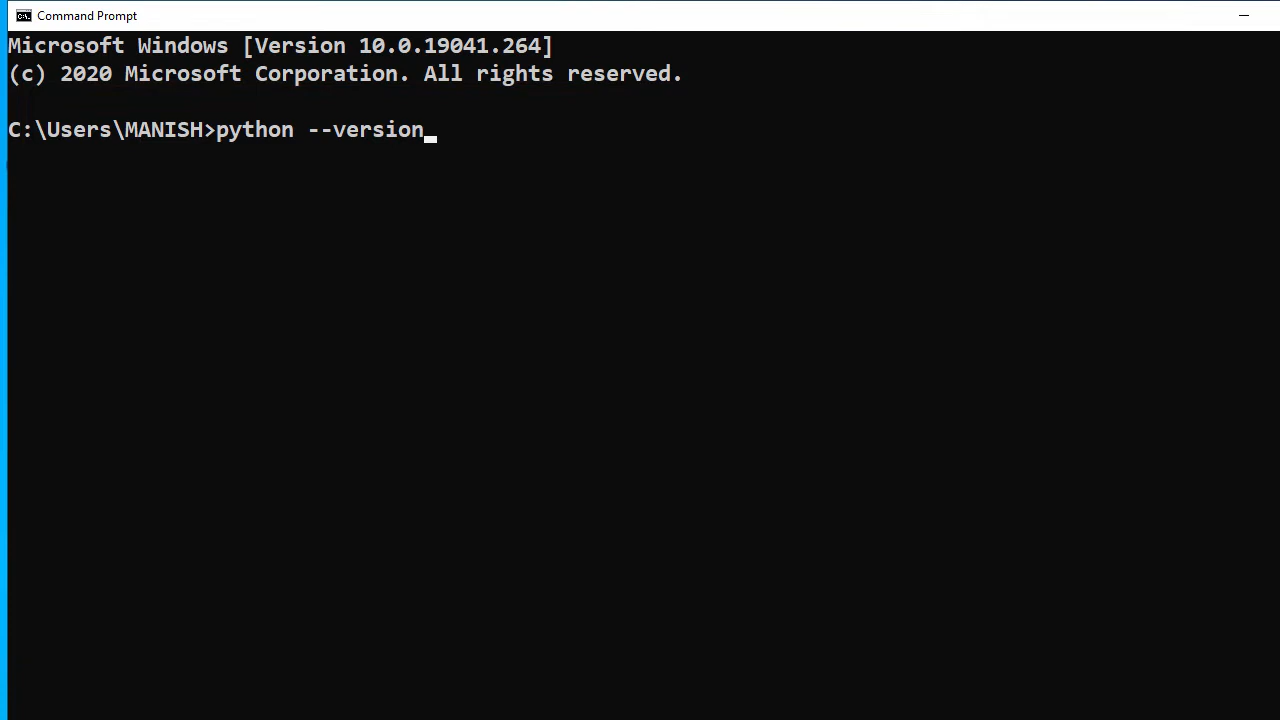 Command Prompt
Microsoft Windows [Version 10.0.19041.264]
(c) 2020 Microsoft Corporation. All rights reserved.
C:\Users\MANISH>python --version